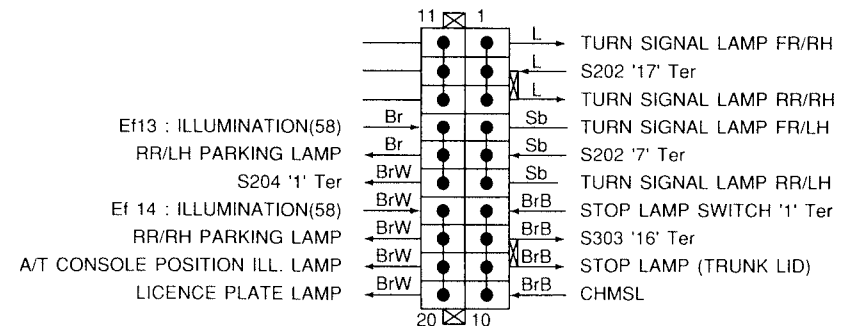 11 1
L TURN SIGNAL LAMP FR/RH
L S202 '17' Ter
L TURN SIGNAL LAMP RR/RH
Ef13 : ILLUMINATION(58) Br Sb TURN SIGNAL LAMP FR/LH
RR/LH PARKING LAMP Br Sb S202 '7' Ter
S204 '1' Ter BrW Sb TURN SIGNAL LAMP RR/LH
Ef 14 : ILLUMINATION(58) BrW BrB STOP LAMP SWITCH '1' Ter
RR/RH PARKING LAMP BrW BrB S303 '16' Ter
A/T CONSOLE POSITION ILL. LAMP BrW BrB STOP LAMP (TRUNK LID)
LICENCE PLATE LAMP BrW BrB CHMSL
20 10